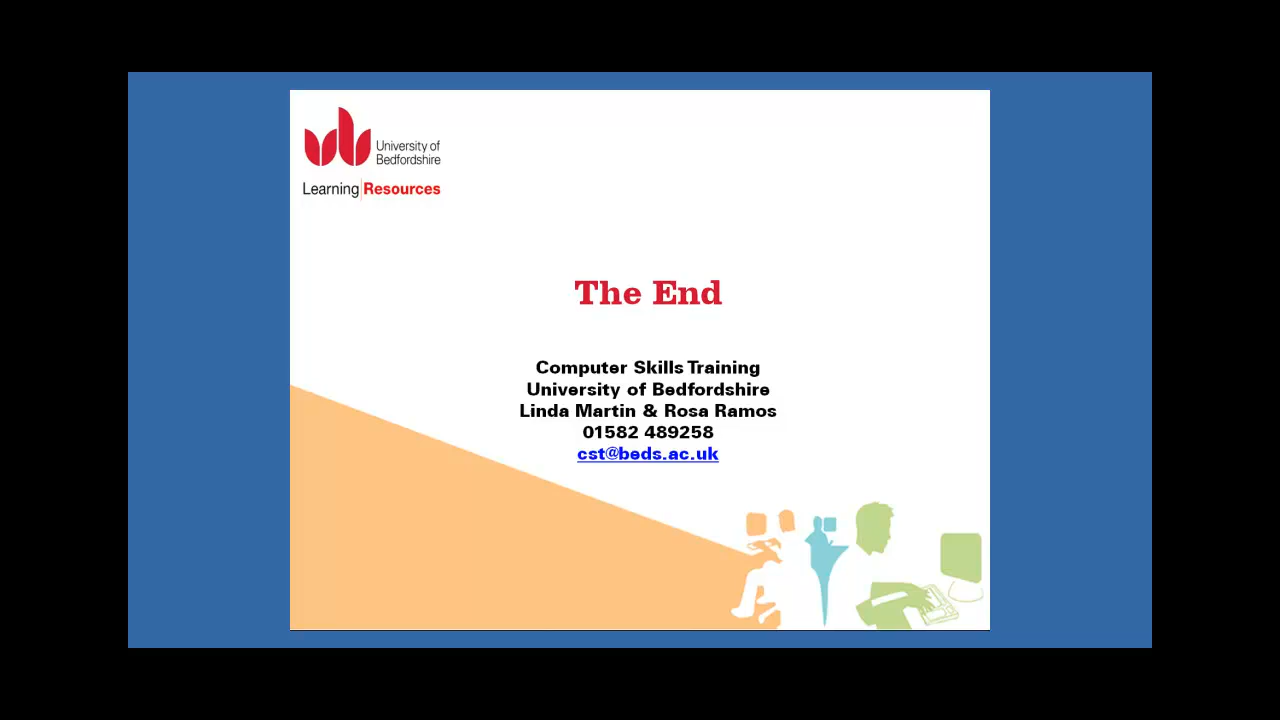 University of
Bedfordshire
Learning Resources
The End
Computer Skills Training
University of Bedfordshire
Linda Martin & Rosa Ramos
01582 489258
cst@beds.ac.uk